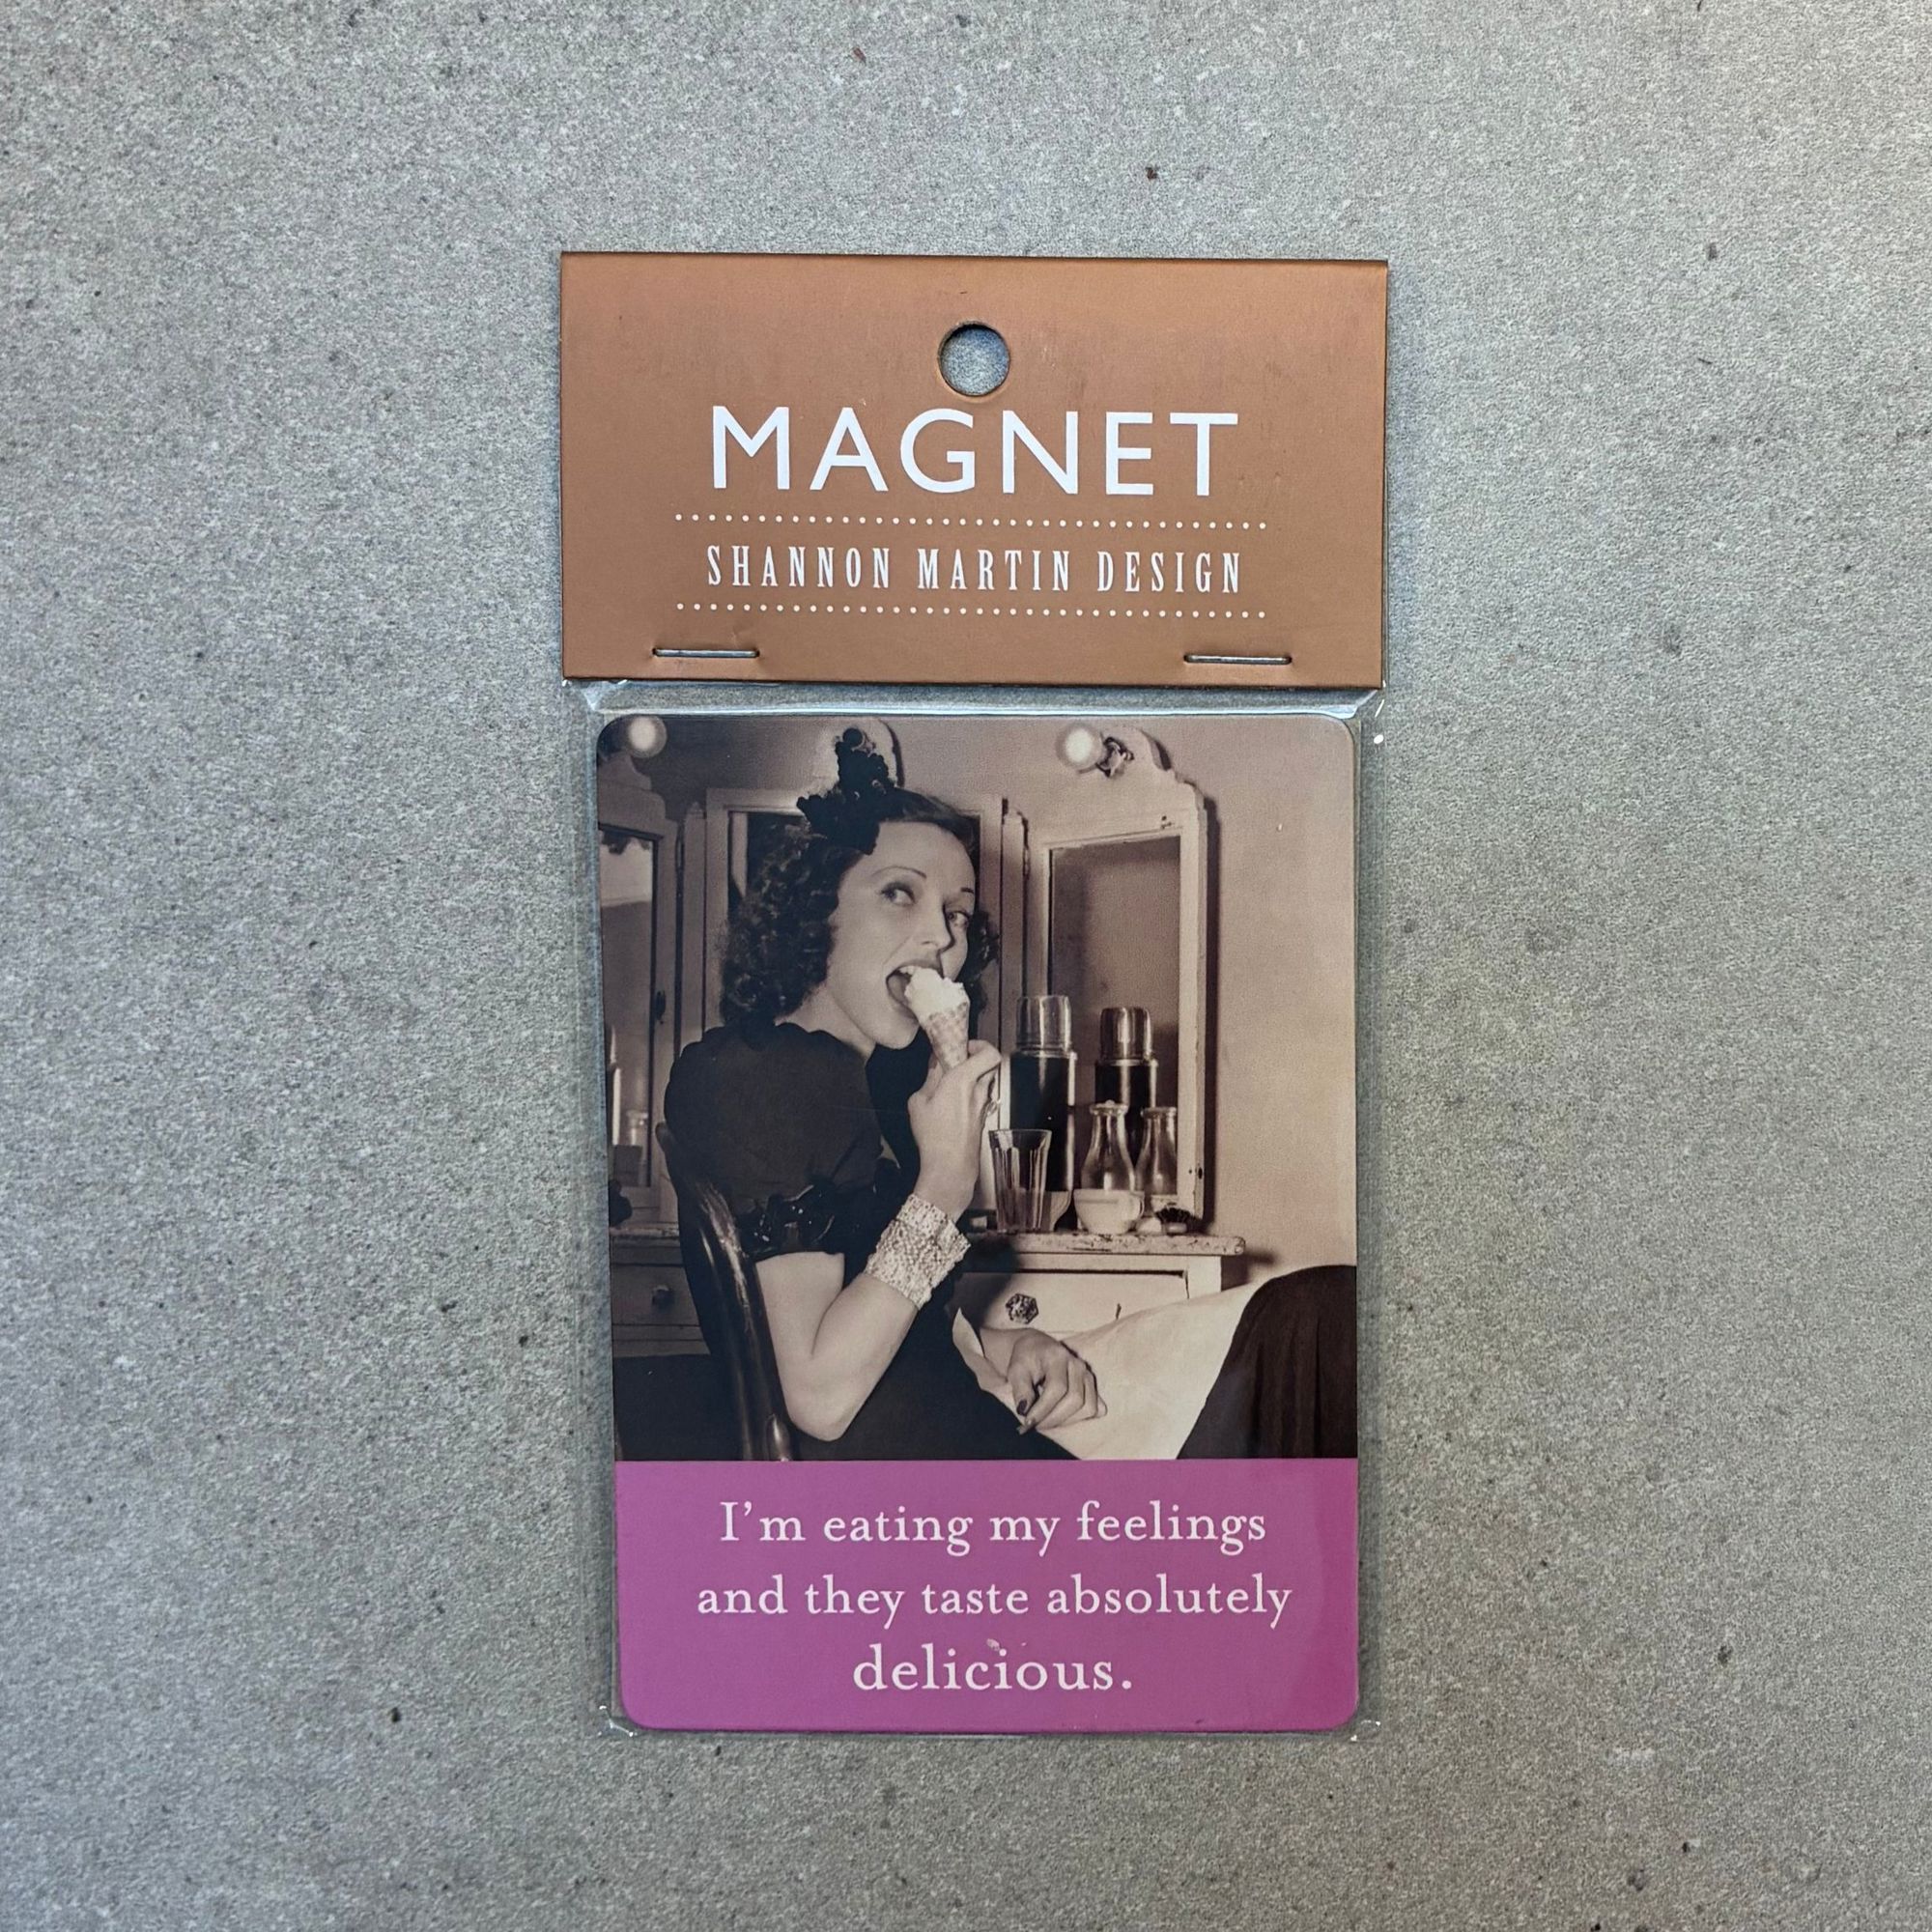 MAGNET
SHANNON MARTIN DESIGN
I'm eating my feelings
and they taste absolutely
delicious.